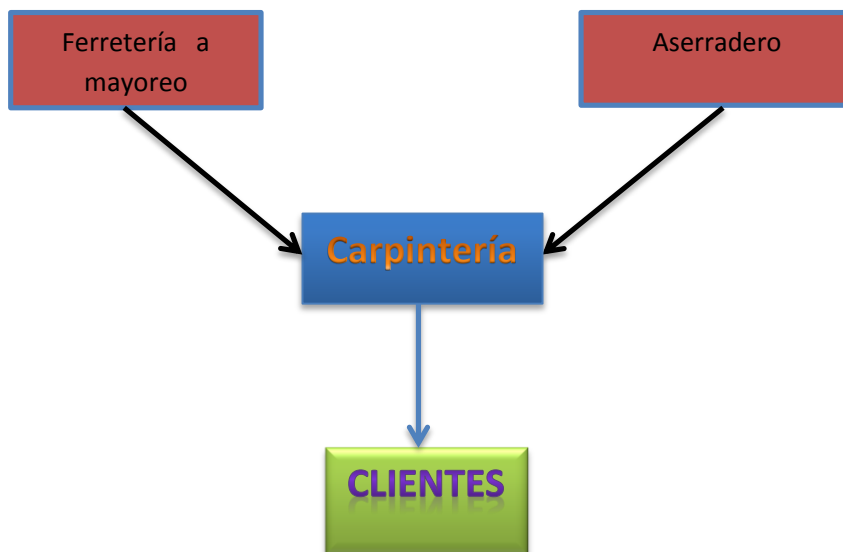 Ferretería a
mayoreo
Aserradero
Carpintería
CLIENTES